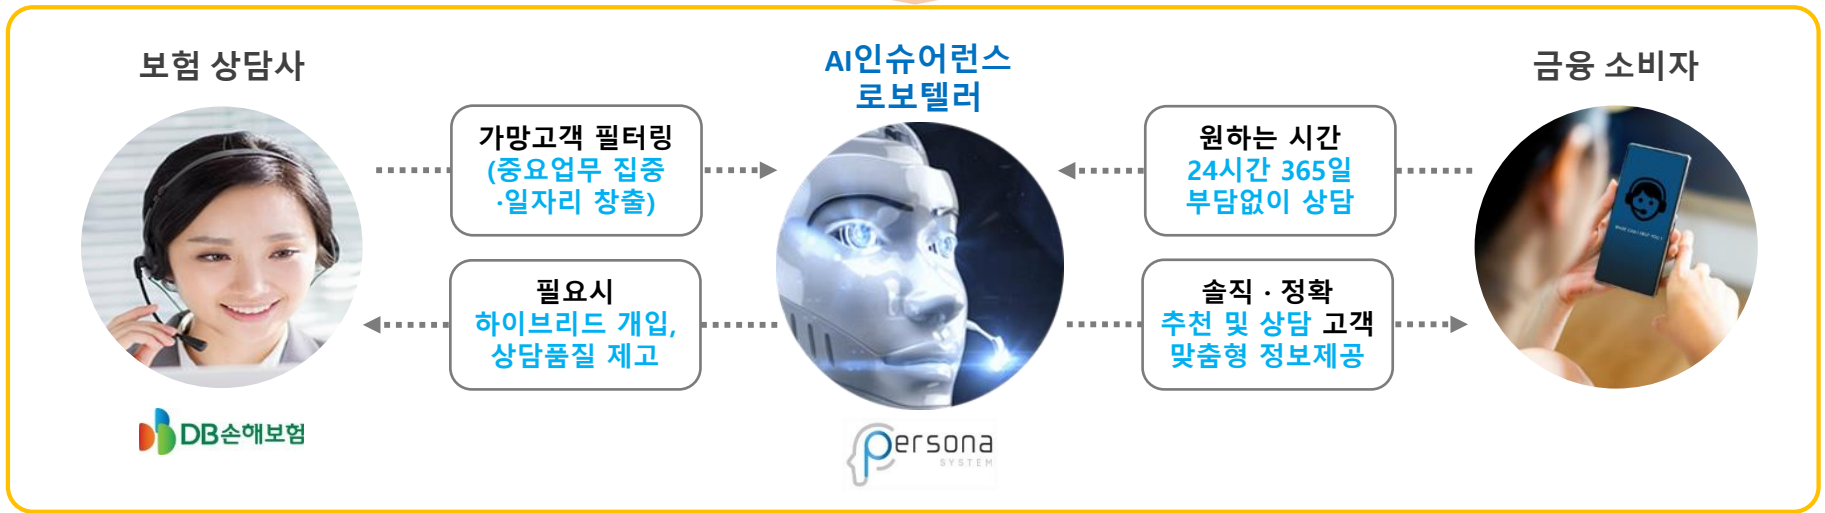 보험 상담사
AI인슈어런스
로보텔러
금융 소비자
가망고객 필터링
(중요업무 집중
·일자리 창출)
원하는 시간
24시간 365일
부담없이 상담
필요시
하이브리드 개입,
상담품질 제고
솔직 · 정확
추천 및 상담 고객
맞춤형 정보제공
WHAT CAN I HELP YOU ?
DB손해보험
persona
SYSTEM